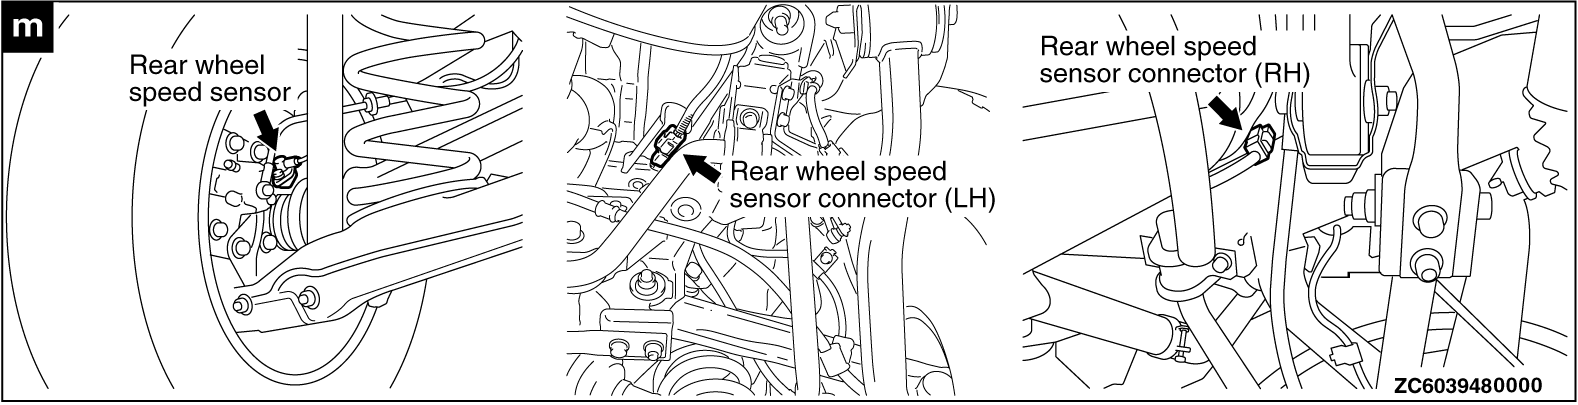 m
Rear wheel
speed sensor
Rear wheel speed
sensor connector (LH)
Rear wheel speed
sensor connector (RH)
ZC6039480000